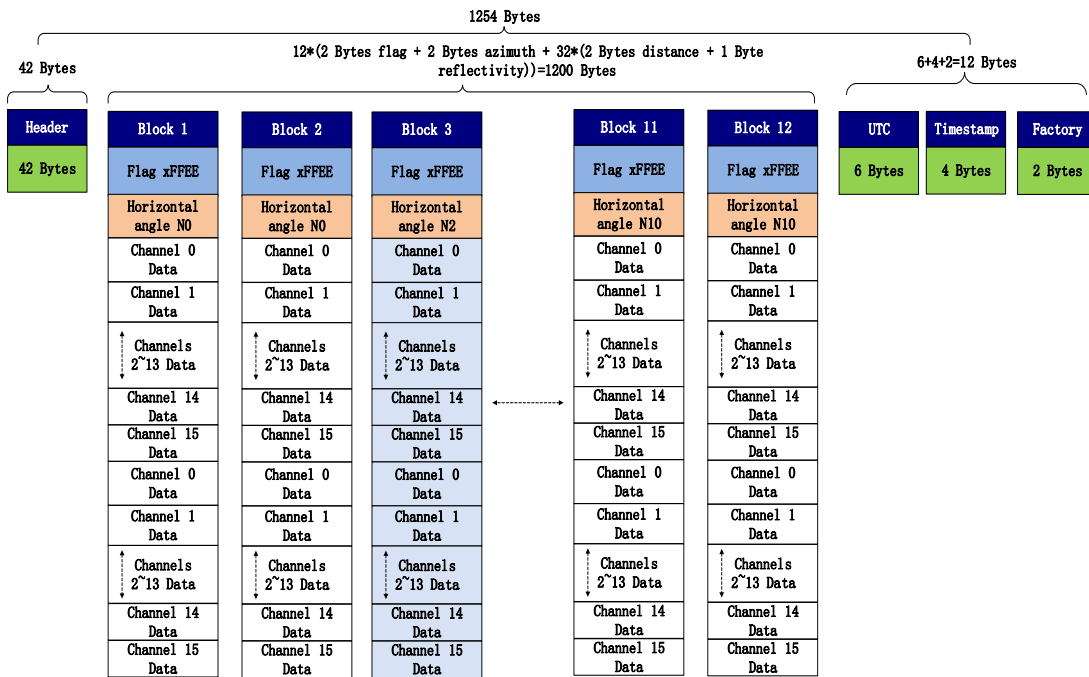 1254 Bytes
12*(2 Bytes flag + 2 Bytes azimuth + 32*(2 Bytes distance + 1 Byte
reflectivity))=1200 Bytes
42 Bytes
6+4+2=12 Bytes
Header
42 Bytes
Block 1
Flag xFFEE
Horizontal
angle N0
Channel 0
Data
Channel 1
Data
Channels
2~13 Data
Channel 14
Data
Channel 15
Data
Channel 0
Data
Channel 1
Data
Channels
2~13 Data
Channel 14
Data
Channel 15
Data
Block 2
Flag xFFEE
Horizontal
angle N0
Channel 0
Data
Channel 1
Data
Channels
2~13 Data
Channel 14
Data
Channel 15
Data
Channel 0
Data
Channel 1
Data
Channels
2~13 Data
Channel 14
Data
Channel 15
Data
Block 3
Flag xFFEE
Horizontal
angle N2
Channel 0
Data
Channel 1
Data
Channels
2~13 Data
Channel 14
Data
Channel 15
Data
Channel 0
Data
Channel 1
Data
Channels
2~13 Data
Channel 14
Data
Channel 15
Data
Block 11
Flag xFFEE
Horizontal
angle N10
Channel 0
Data
Channel 1
Data
Channels
2~13 Data
Channel 14
Data
Channel 15
Data
Channel 0
Data
Channel 1
Data
Channels
2~13 Data
Channel 14
Data
Channel 15
Data
Block 12
Flag xFFEE
Horizontal
angle N10
Channel 0
Data
Channel 1
Data
Channels
2~13 Data
Channel 14
Data
Channel 15
Data
Channel 0
Data
Channel 1
Data
Channels
2~13 Data
Channel 14
Data
Channel 15
Data
UTC
6 Bytes
Timestamp
4 Bytes
Factory
2 Bytes